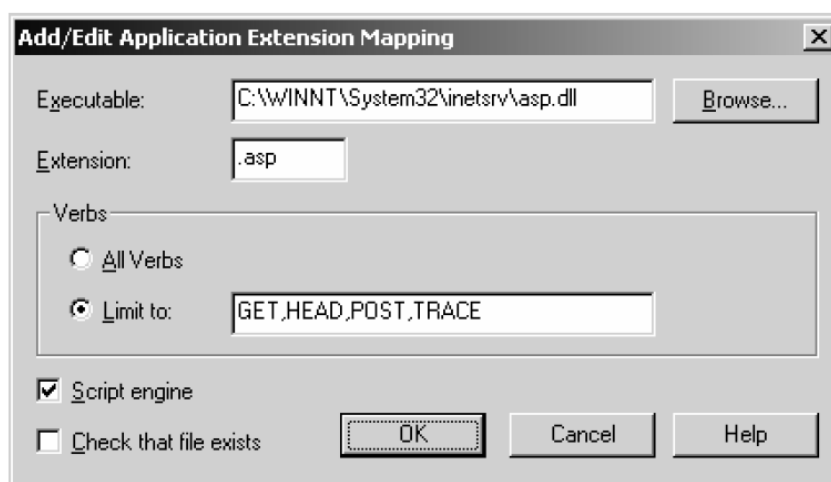 Add/Edit Application Extension Mapping
Executable: C:\WINNT\System32\inetsrv\asp.dll Browse...
Extension: .asp
Verbs
All Verbs
Limit to: GET,HEAD,POST,TRACE
Script engine
Check that file exists OK Cancel Help